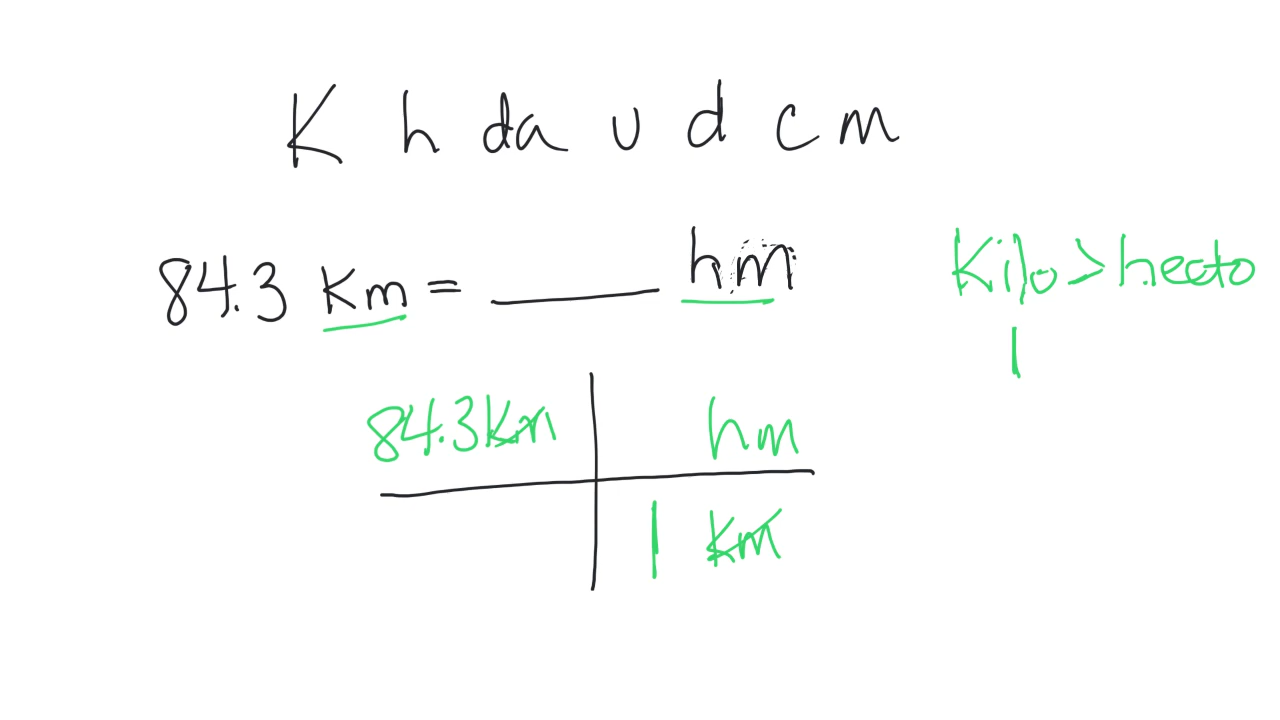 K h da u d c m
84.3 Km = ______ hm
Kilo > hecto
1
84.3 Km hm
1 km